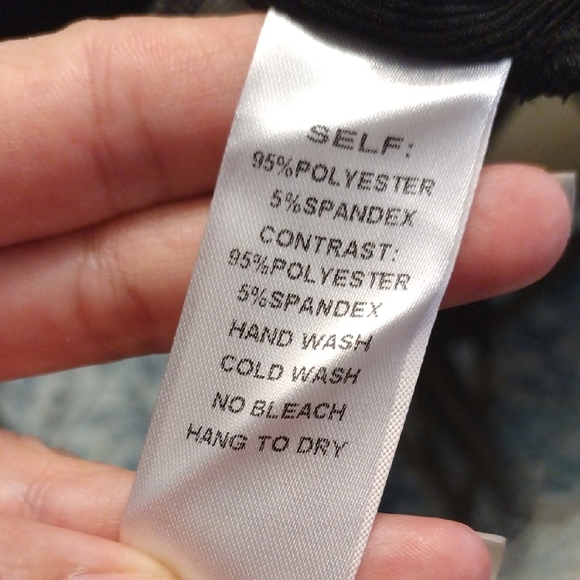 SELF:
95%POLYESTER
5%SPANDEX
CONTRAST:
95%POLYESTER
5%SPANDEX
HAND WASH
COLD WASH
NO BLEACH
HANG TO DRY